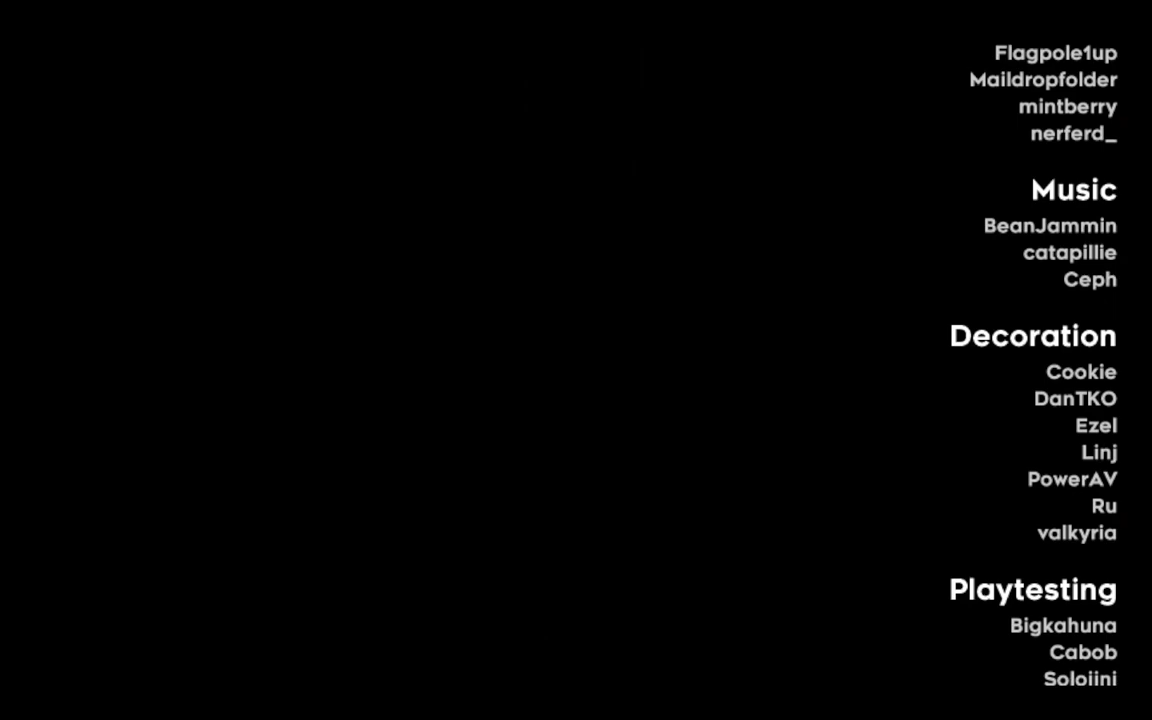 Flagpole1up
Maildropfolder
mintberry
nerferd_
Music
BeanJammin
catapillie
Ceph
Decoration
Cookie
DanTKO
Ezel
Linj
PowerAV
Ru
valkyria
Playtesting
Bigkahuna
Cabob
Soloiini